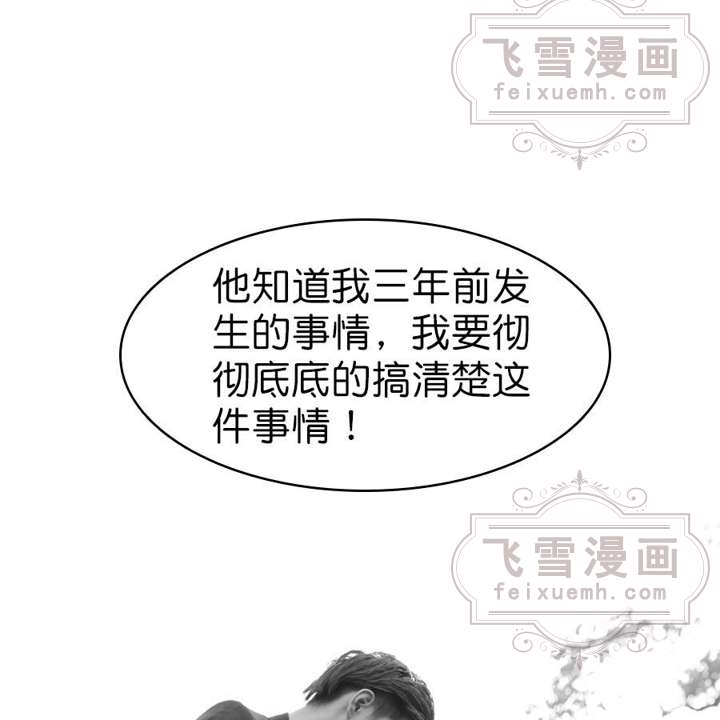 飞雪漫画
feixuemh.com
他知道我三年前发
生的事情，我要彻
彻底底的搞清楚这
件事情！
飞雪漫画
feixuemh.com